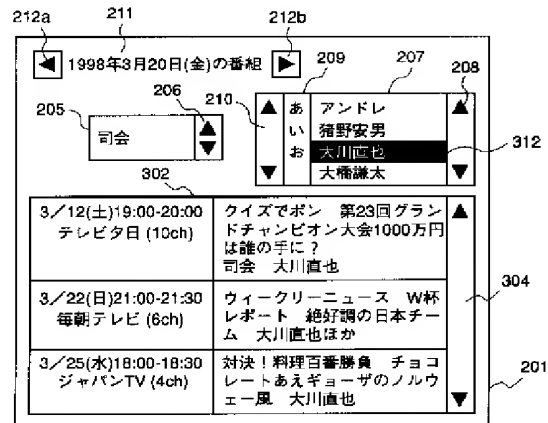 212a
211
212b
◀ 1998年3月20日(金)の番組 ▶
209
207
208
205
206
210
司会
あ アンドレ
い 猪野安男
お 大川直也
大橋謙太
312
302
3／12(土)19:00-20:00
テレビ夕日 (10ch)
クイズでポン　第23回グラン
ドチャンピオン大会1000万円
は誰の手に？
司会　大川直也
3／22(日)21:00-21:30
毎朝テレビ (6ch)
ウィークリーニュース　W杯
レポート　絶好調の日本チー
ム　大川直也ほか
3／25(水)18:00-18:30
ジャパンTV (4ch)
対決！料理百番勝負　チョコ
レートあえギョーザのノルウ
ェー風　大川直也
304
201